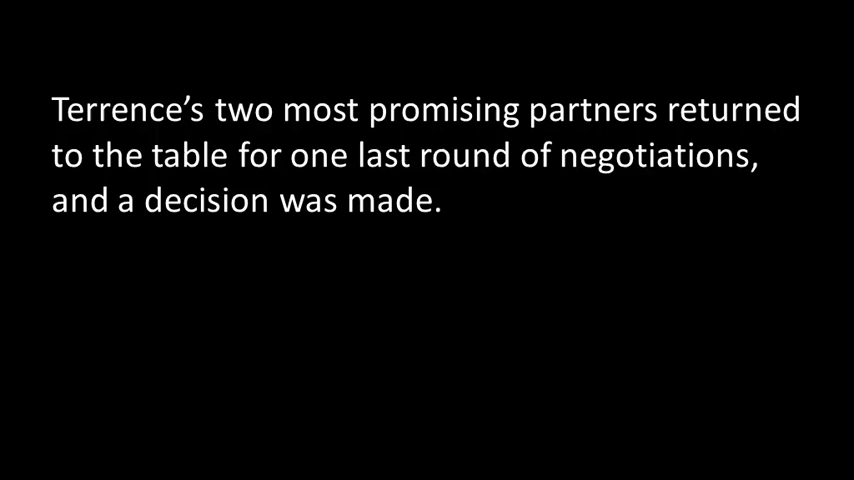 Terrence’s two most promising partners returned
to the table for one last round of negotiations,
and a decision was made.